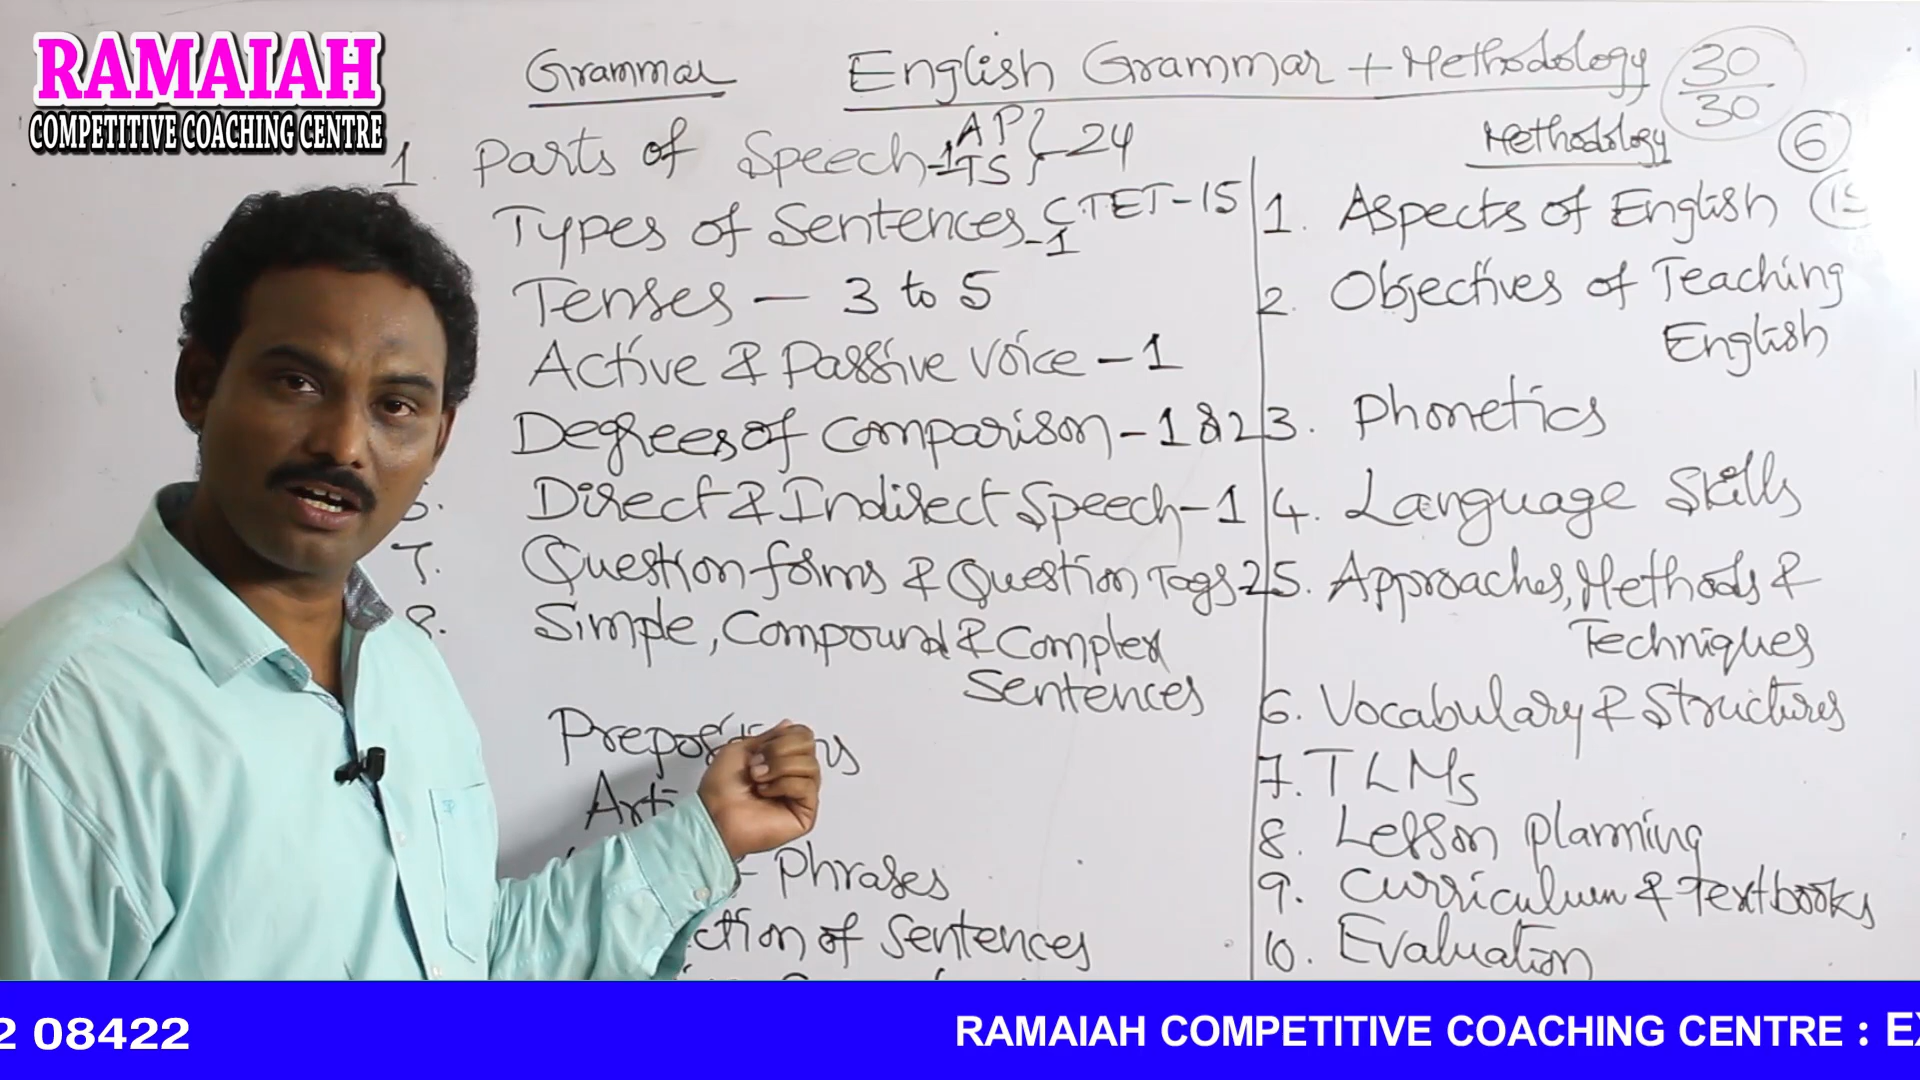 RAMAIAH
COMPETITIVE COACHING CENTRE
Grammar
English Grammar + Methodology
30
30
1 Parts of Speech-1
AP
TS } - 24
Types of Sentences-1
CTET-15
Tenses - 3 to 5
Active & Passive Voice - 1
Degrees of Comparison - 1 & 2
Direct & Indirect Speech - 1
7. Question forms & Question Tags 2
8. Simple, Compound & Complex
Sentences
Phrases
of Sentences
Methodology
6
15
1. Aspects of English
2. Objectives of Teaching
English
3. Phonetics
4. Language Skills
5. Approaches, Methods &
Techniques
6. Vocabulary & Structures
7. TLMs
8. Lesson planning
9. Curriculum & Textbooks
10. Evaluation
2 08422
RAMAIAH COMPETITIVE COACHING CENTRE :